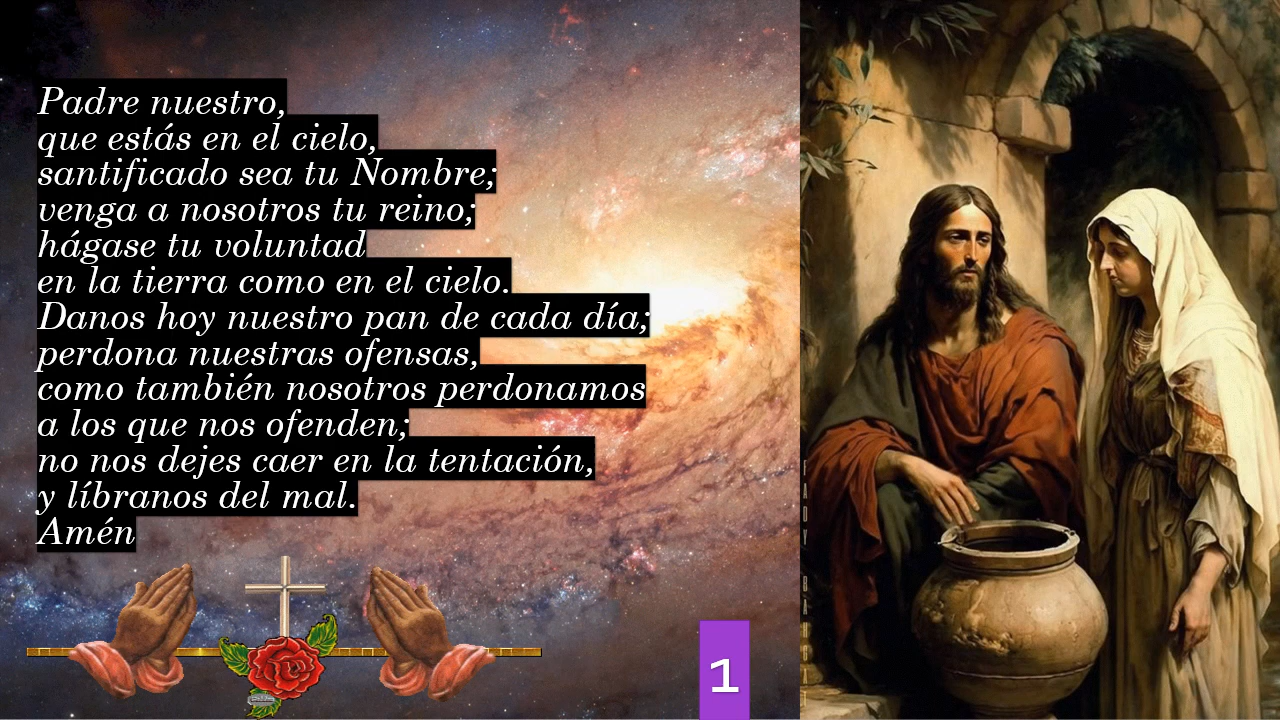 Padre nuestro,
que estás en el cielo,
santificado sea tu Nombre;
venga a nosotros tu reino;
hágase tu voluntad
en la tierra como en el cielo.
Danos hoy nuestro pan de cada día;
perdona nuestras ofensas,
como también nosotros perdonamos
a los que nos ofenden;
no nos dejes caer en la tentación,
y líbranos del mal.
Amén
1